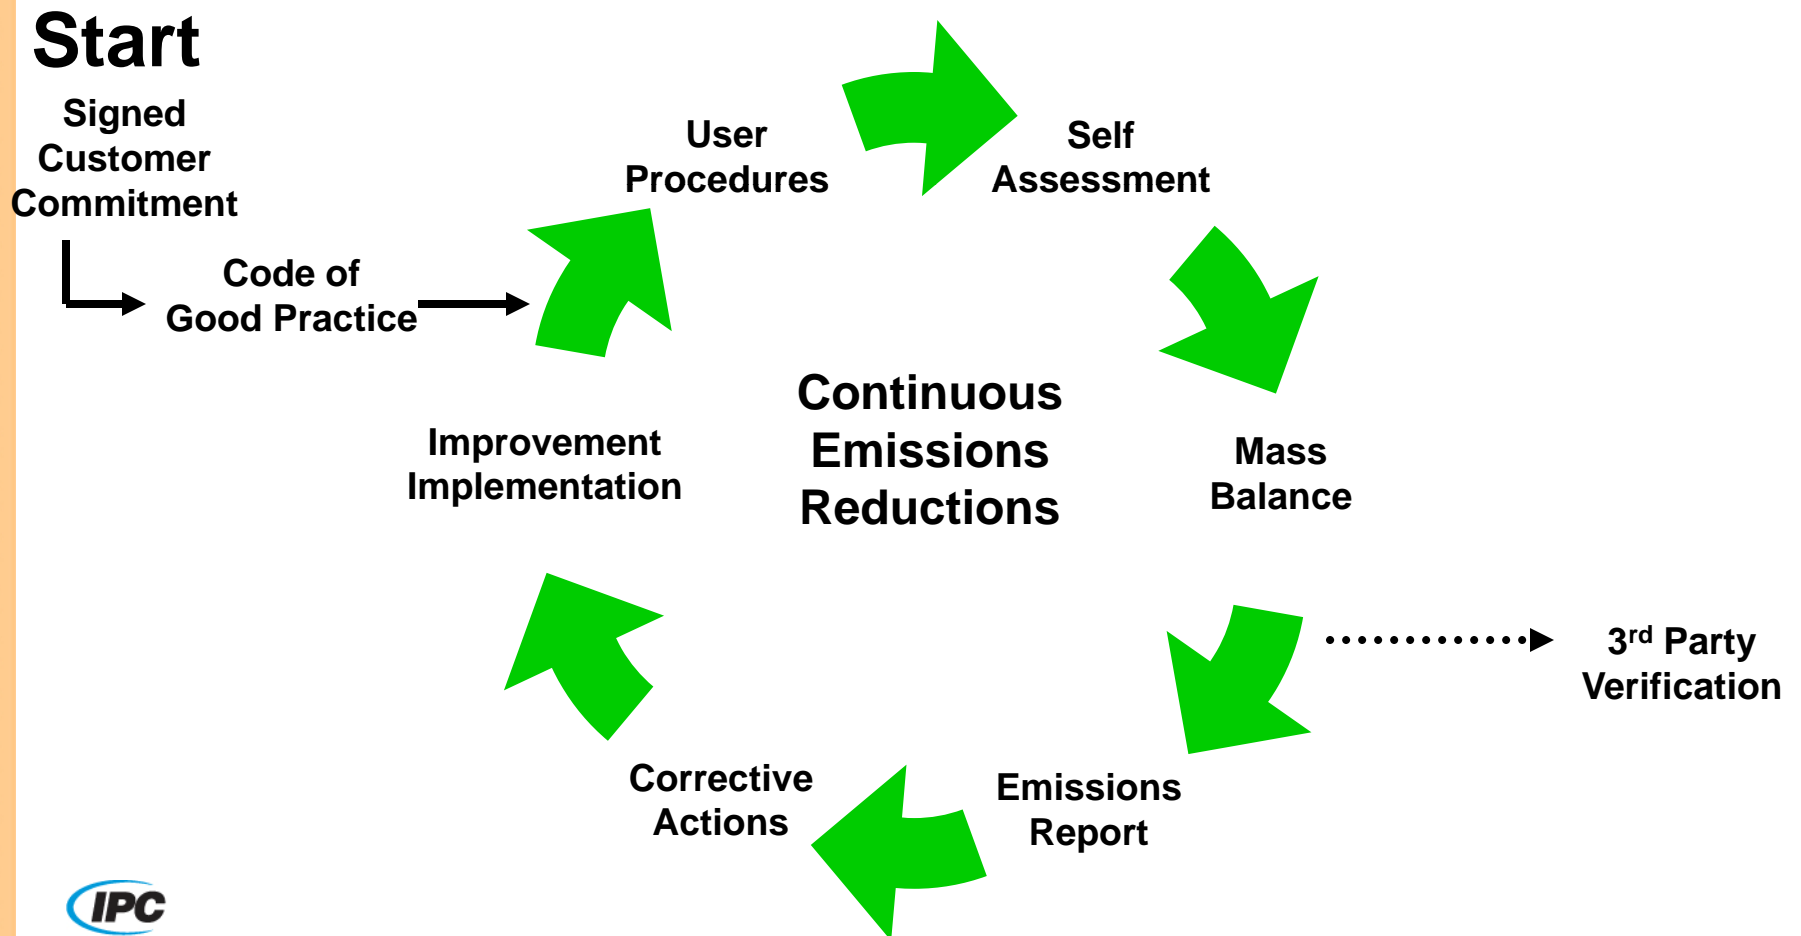 Start
Signed
Customer
Commitment
Code of
Good Practice
User
Procedures
Self
Assessment
Mass
Balance
3rd Party
Verification
Emissions
Report
Corrective
Actions
Improvement
Implementation
Continuous
Emissions
Reductions
IPC